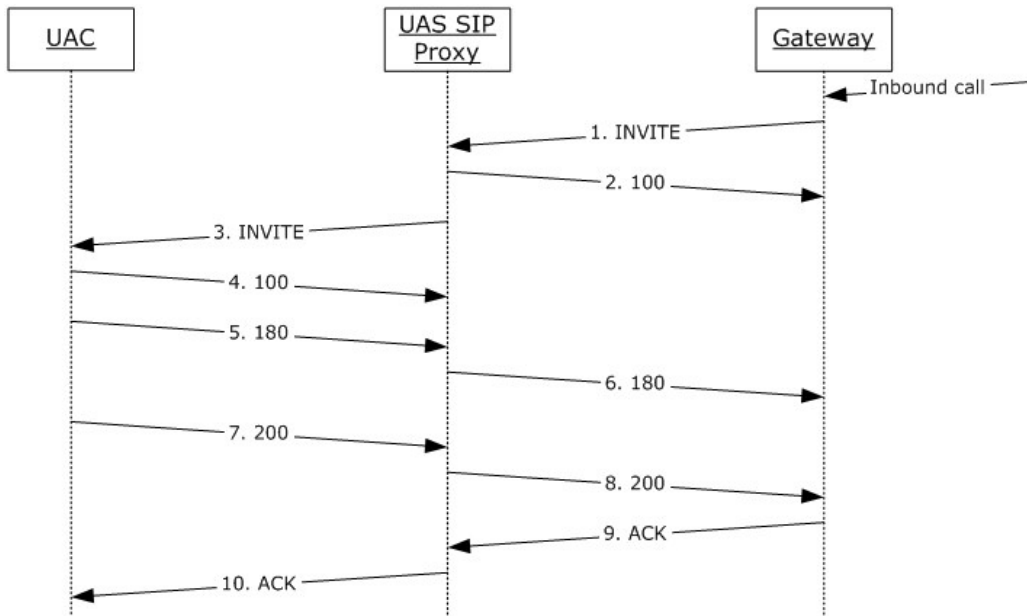 UAC
UAS SIP
Proxy
Gateway
Inbound call
1. INVITE
2. 100
3. INVITE
4. 100
5. 180
6. 180
7. 200
8. 200
9. ACK
10. ACK